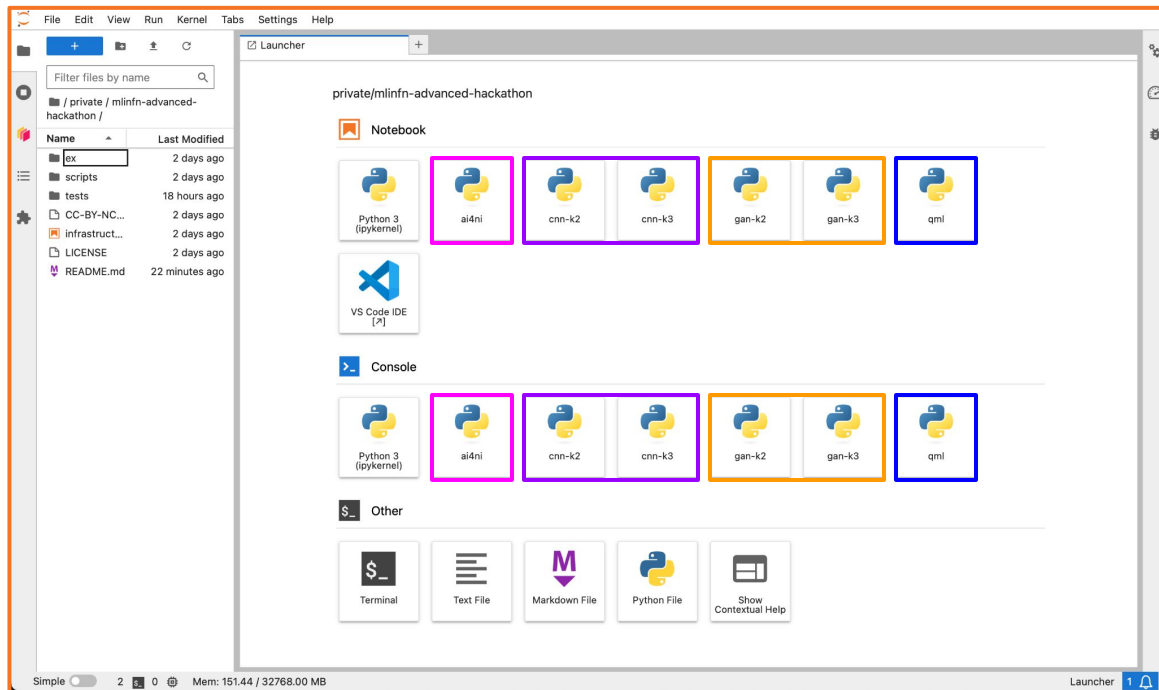 File Edit View Run Kernel Tabs Settings Help
+
Launcher
+
Filter files by name
/ private / mlinfn-advanced-
hackathon /
Name Last Modified
ex 2 days ago
scripts 2 days ago
tests 18 hours ago
CC-BY-NC... 2 days ago
infrastruct... 2 days ago
LICENSE 2 days ago
M README.md 22 minutes ago
private/mlinfn-advanced-hackathon
Notebook
Python 3
(ipykernel)
ai4ni
cnn-k2
cnn-k3
gan-k2
gan-k3
qml
VS Code IDE
[↗]
>_ Console
Python 3
(ipykernel)
ai4ni
cnn-k2
cnn-k3
gan-k2
gan-k3
qml
$_ Other
$_
Terminal
Text File
M
Markdown File
Python File
Show
Contextual Help
Simple 2 $_ 0 Mem: 151.44 / 32768.00 MB
Launcher 1